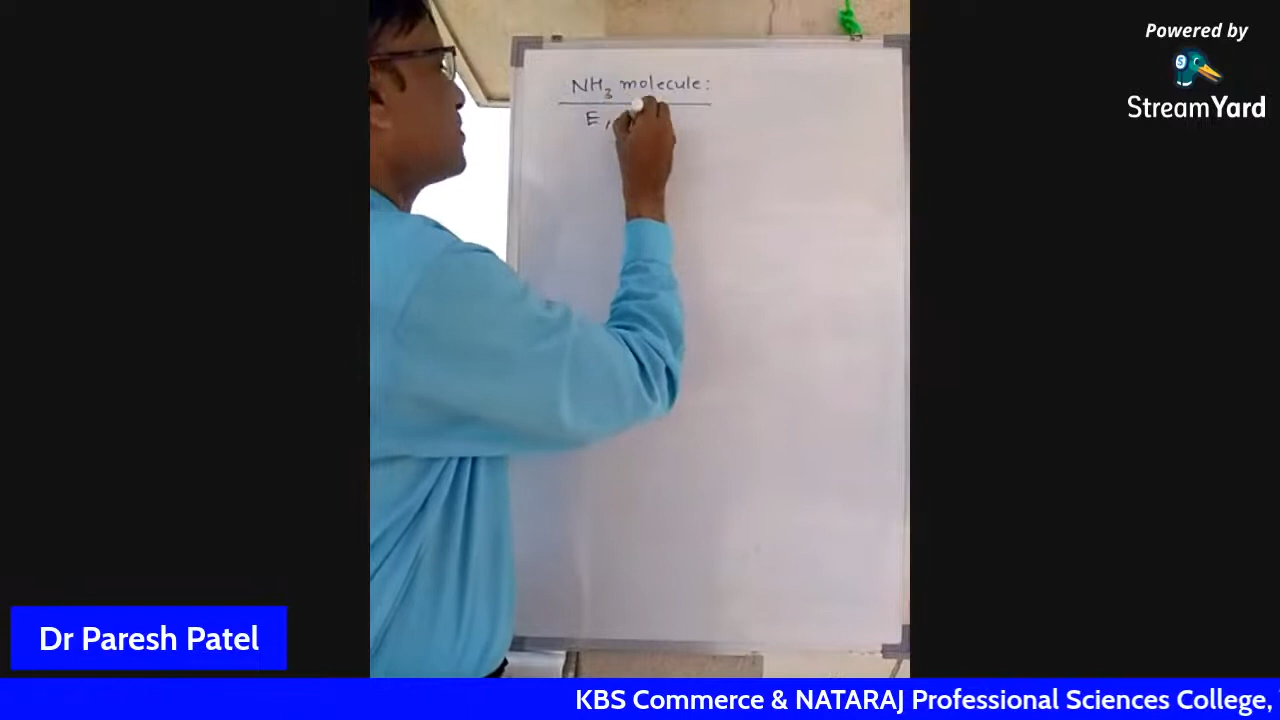 Powered by
StreamYard
NH₃ molecule:
E,
Dr Paresh Patel
KBS Commerce & NATARAJ Professional Sciences College,